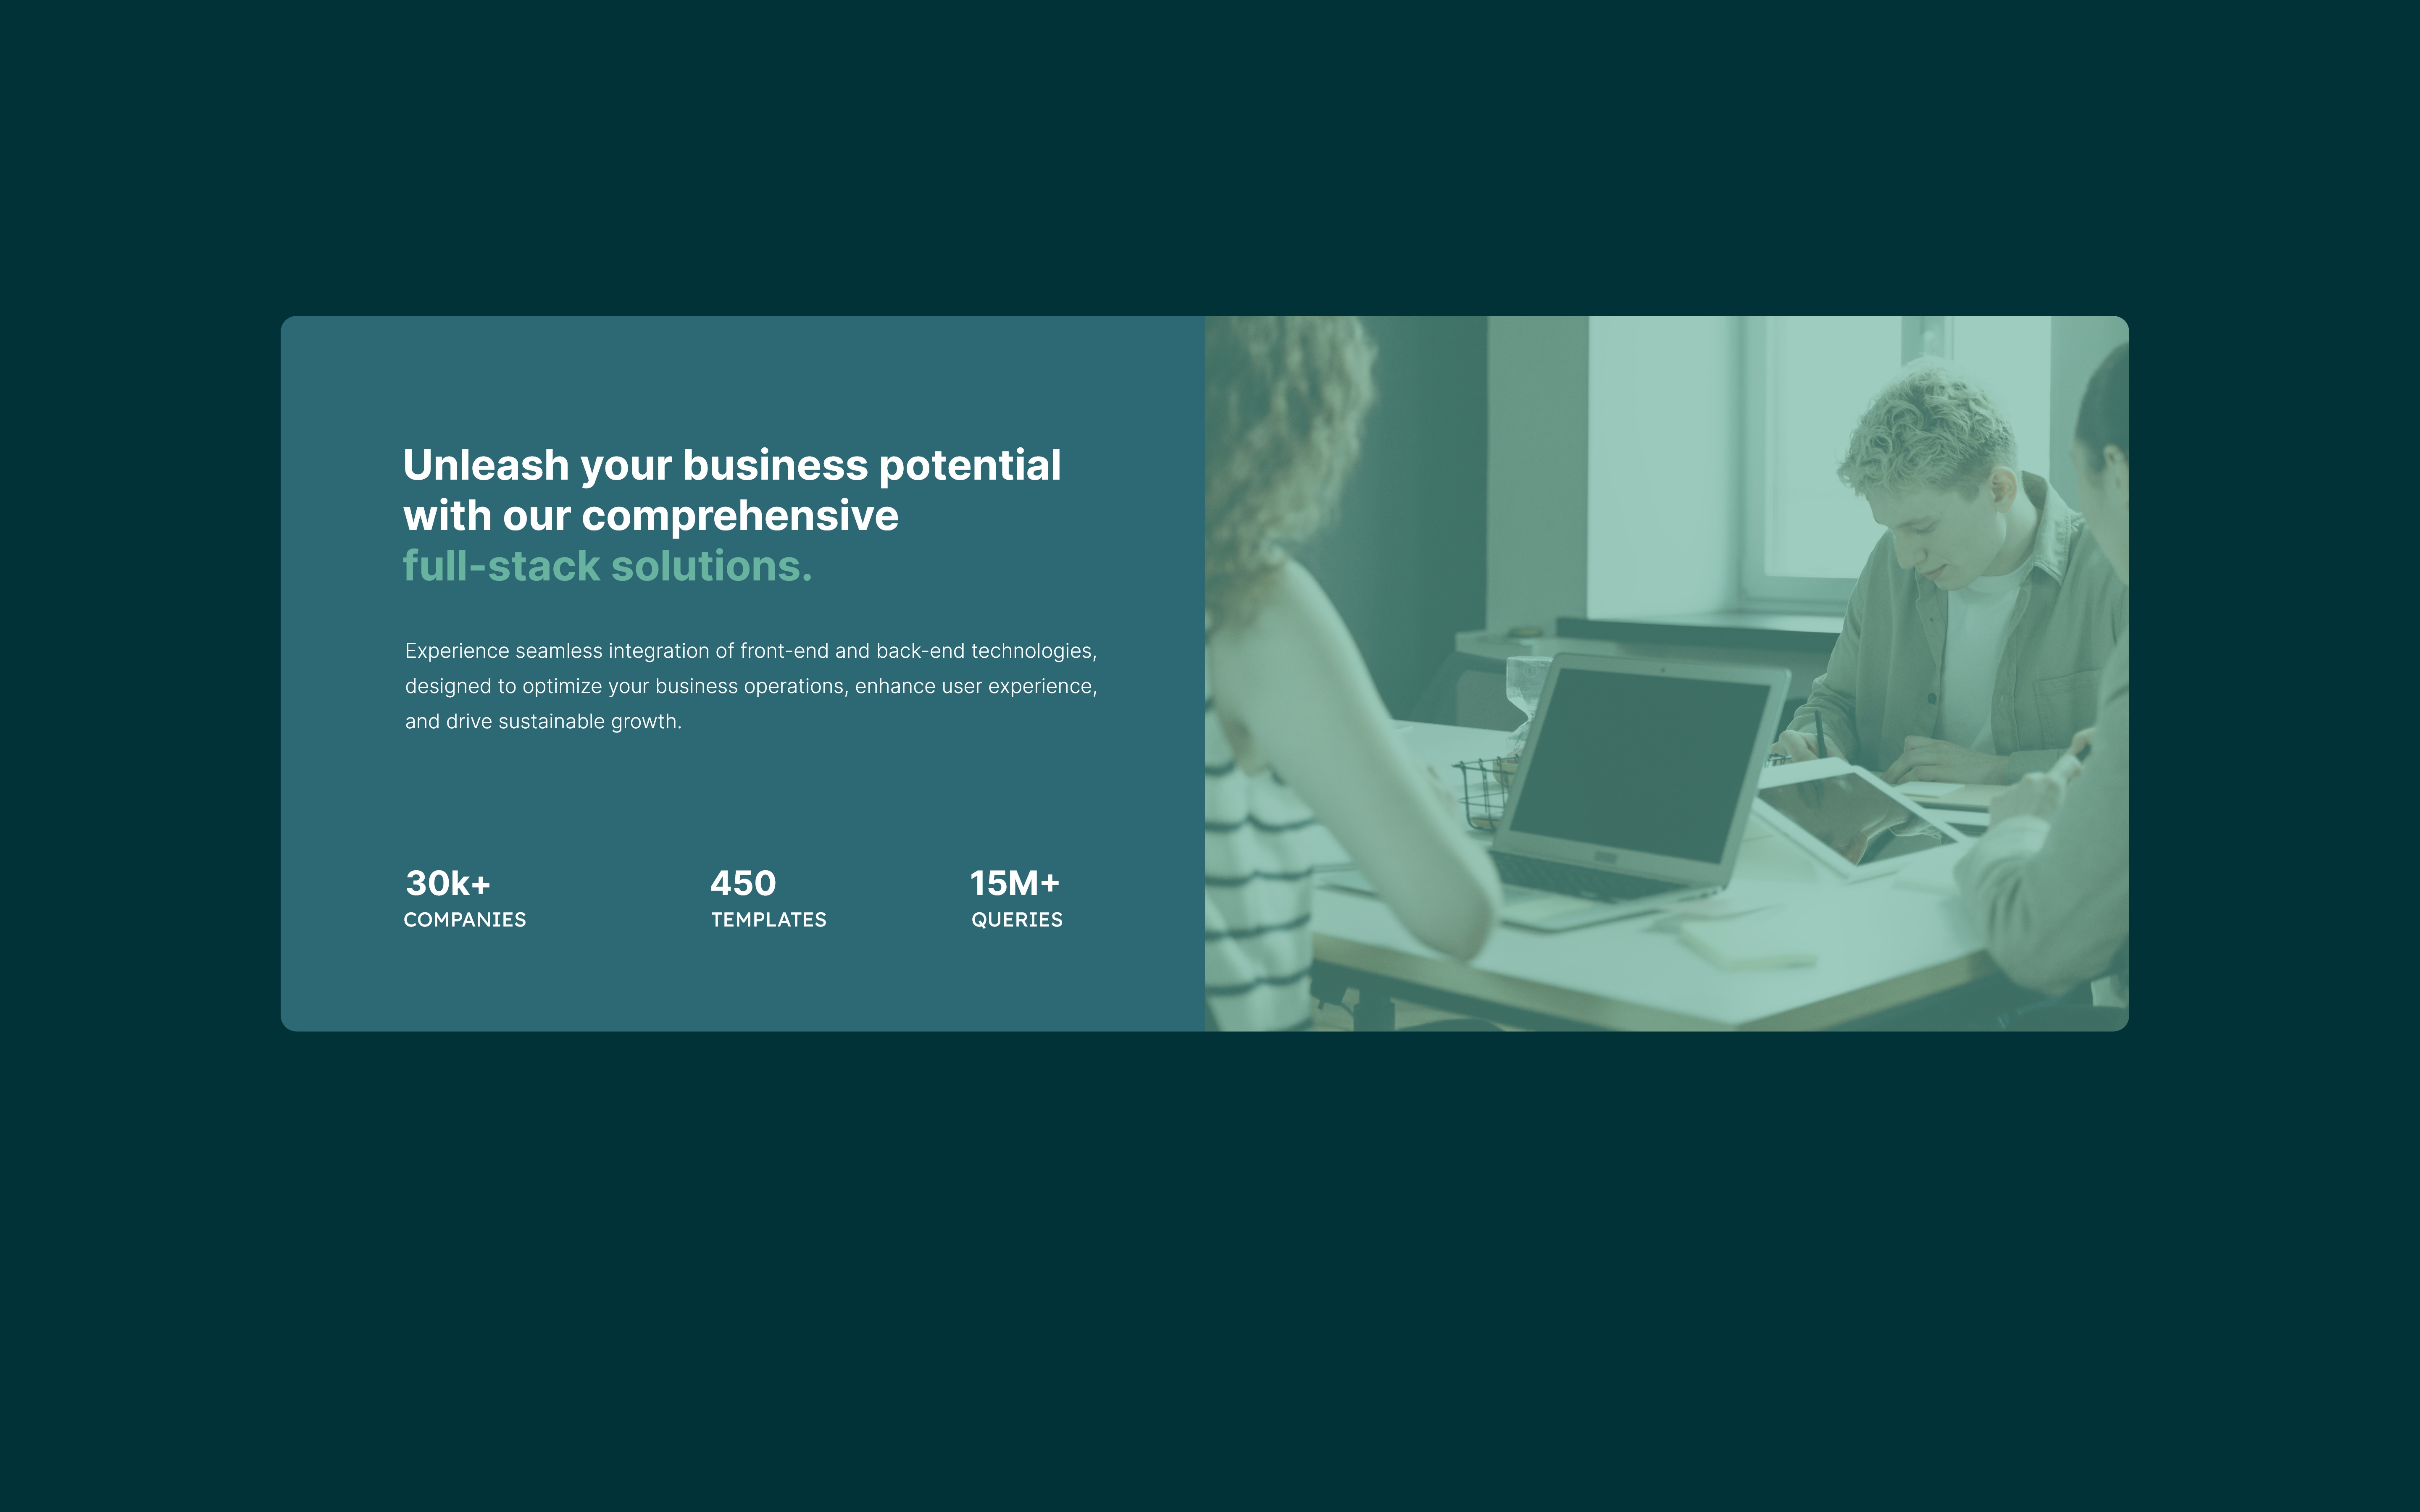 Unleash your business potential
with our comprehensive
full-stack solutions.
Experience seamless integration of front-end and back-end technologies,
designed to optimize your business operations, enhance user experience,
and drive sustainable growth.
30k+
COMPANIES
450
TEMPLATES
15M+
QUERIES